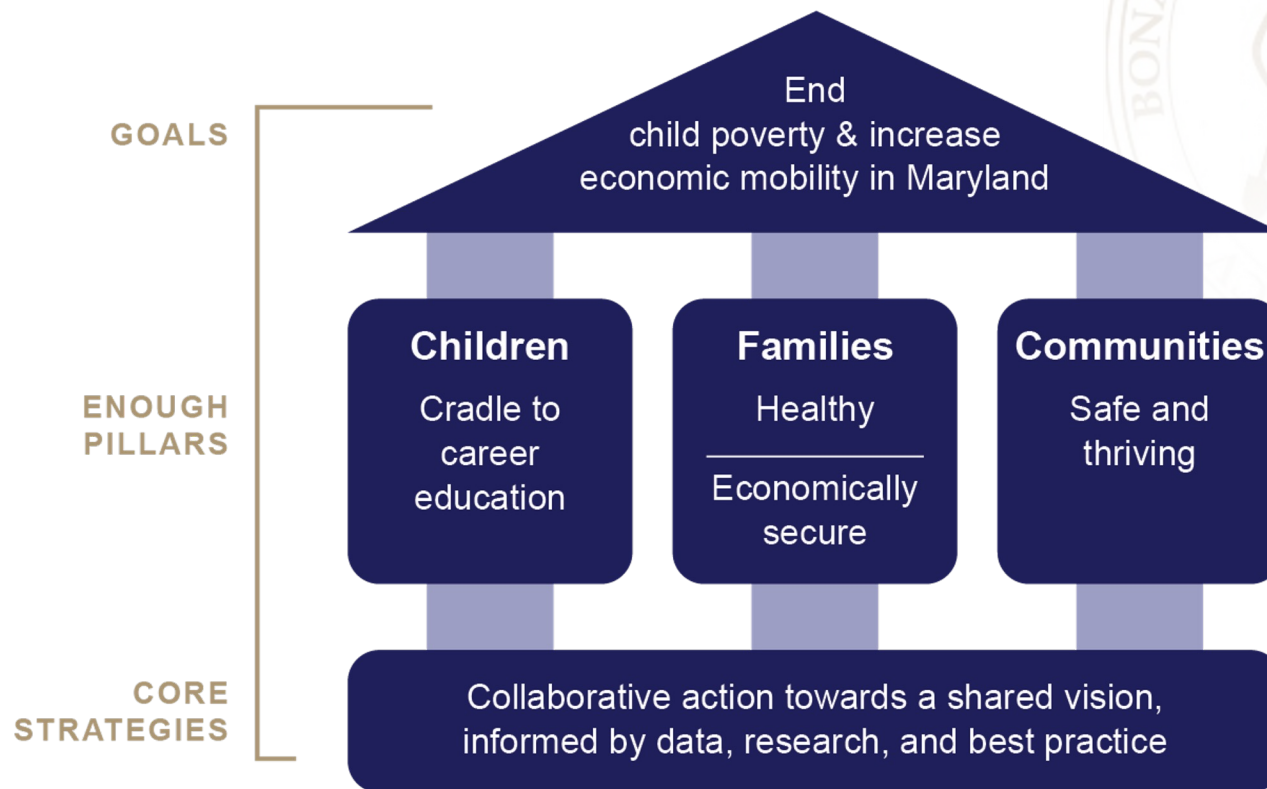 GOALS
End
child poverty & increase
economic mobility in Maryland
ENOUGH
PILLARS
Children
Cradle to
career
education
Families
Healthy
Economically
secure
Communities
Safe and
thriving
CORE
STRATEGIES
Collaborative action towards a shared vision,
informed by data, research, and best practice
BON